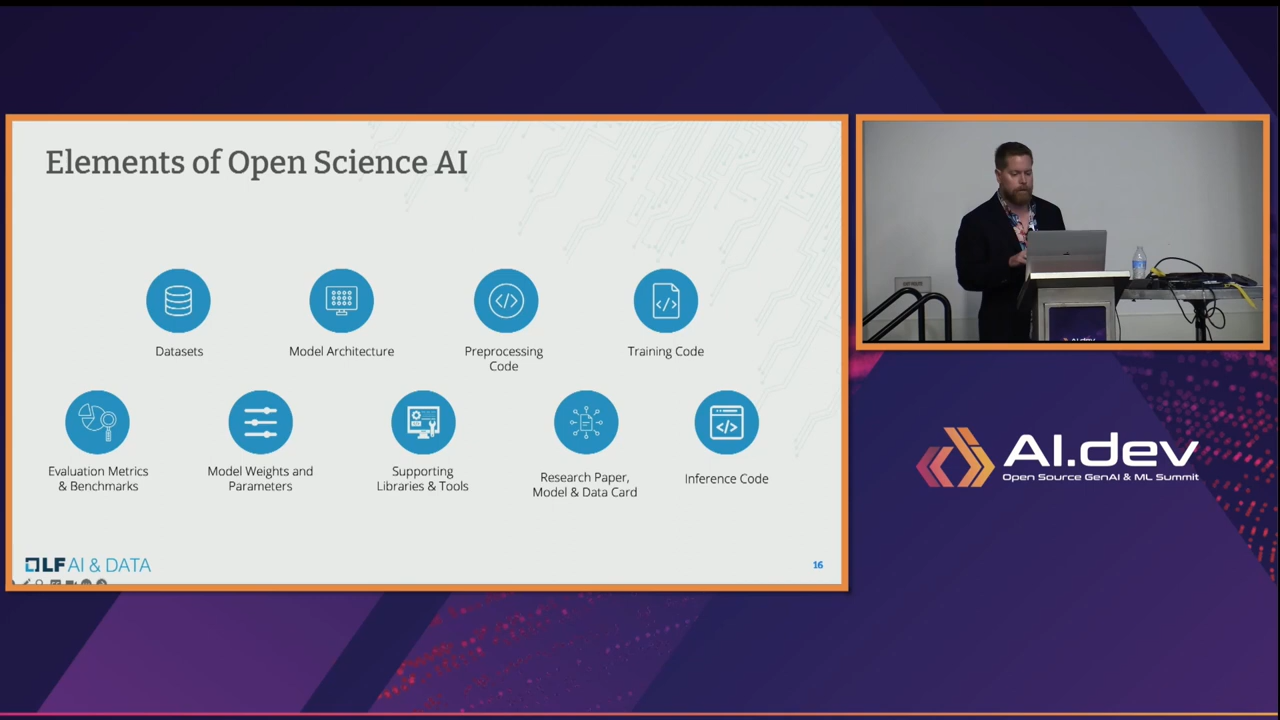 Elements of Open Science AI
Datasets
Model Architecture
Preprocessing
Code
Training Code
Evaluation Metrics
& Benchmarks
Model Weights and
Parameters
Supporting
Libraries & Tools
Research Paper,
Model & Data Card
Inference Code
LF AI & DATA
16
AI.dev
AI.dev
Open Source GenAI & ML Summit